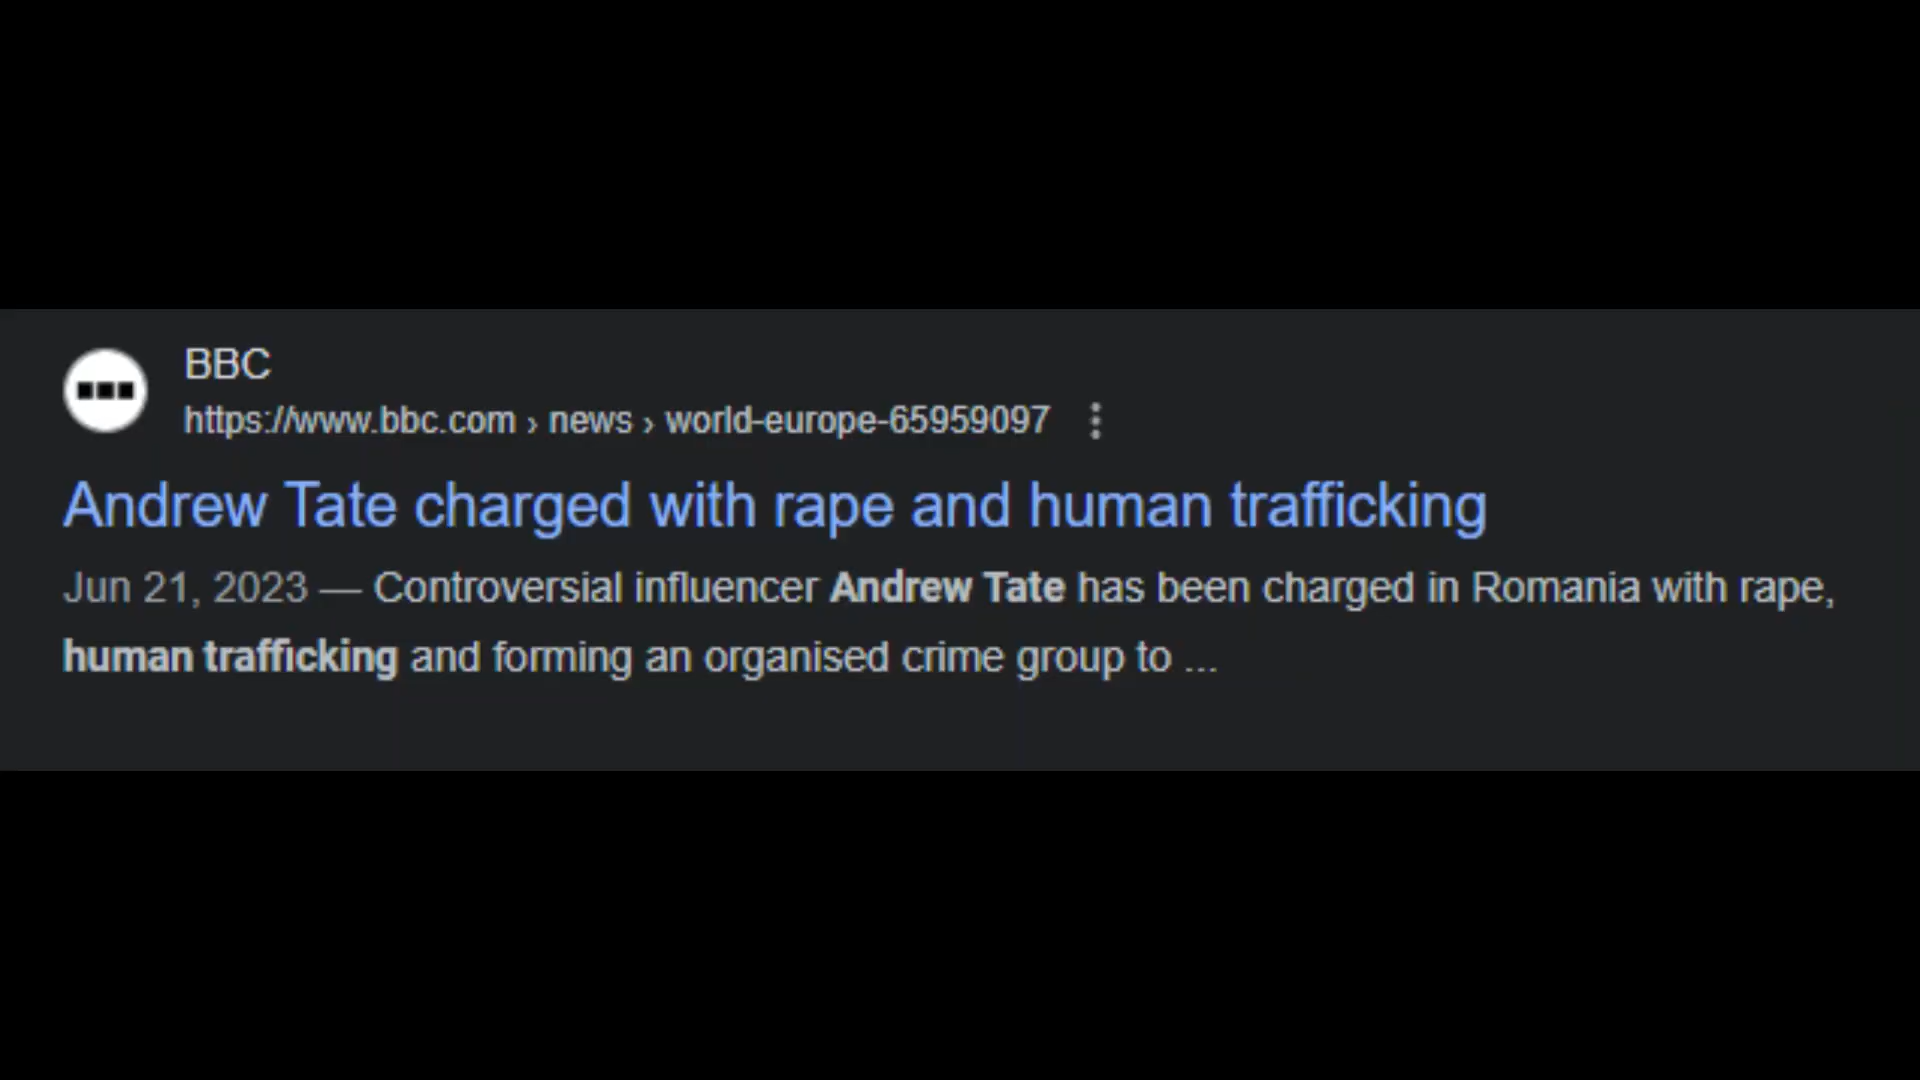 BBC
https://www.bbc.com › news › world-europe-65959097
Andrew Tate charged with rape and human trafficking
Jun 21, 2023 — Controversial influencer Andrew Tate has been charged in Romania with rape,
human trafficking and forming an organised crime group to ...